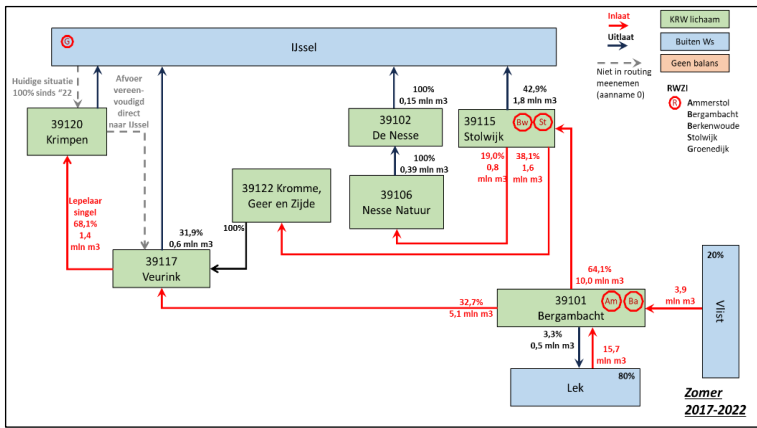 Inlaat
Uitlaat
Niet in routing
meenemen
(aanname 0)
KRW lichaam
Buiten Ws
Geen balans
RWZI
R
Ammerstol
Bergambacht
Berkenwoude
Stolwijk
Groenedijk
G
IJssel
Huidige situatie
100% sinds "22
Afvoer
vereen-
voudigd
direct
naar IJssel
39120
Krimpen
100%
0,15 mln m3
39102
De Nesse
42,9%
1,8 mln m3
39115
Stolwijk
Bw
St
100%
0,39 mln m3
19,0%
0,8
mln m3
38,1%
1,6
mln m3
39122 Kromme,
Geer en Zijde
39106
Nesse Natuur
Lepelaar
singel
68,1%
1,4
mln m3
31,9%
0,6 mln m3
100%
39117
Veurink
64,1%
10,0 mln m3
20%
Vlist
3,9
mln m3
32,7%
5,1 mln m3
39101
Bergambacht
Am
Ba
3,3%
0,5 mln m3
15,7
mln m3
80%
Lek
Zomer
2017-2022